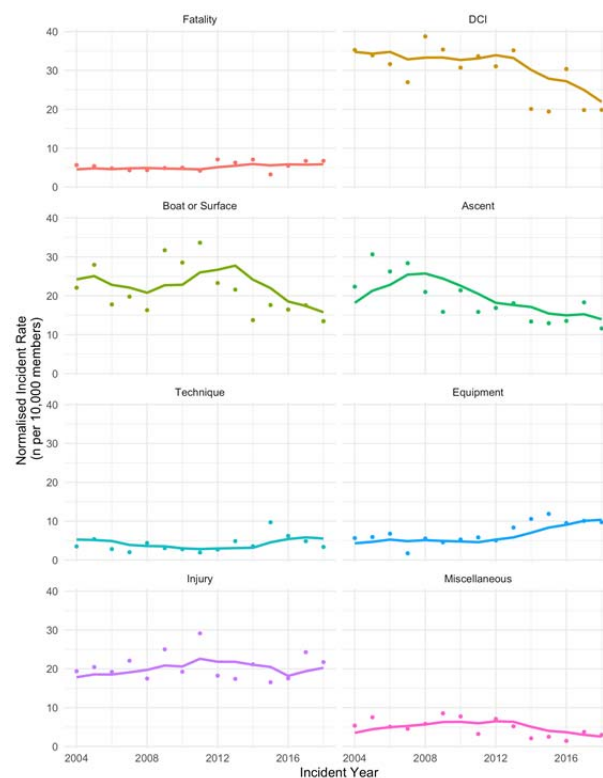 Fatality
DCI
40
30
20
10
0
Boat or Surface
Ascent
40
30
20
10
0
Technique
Equipment
40
30
20
10
0
Injury
Miscellaneous
40
30
20
10
0
2004 2008 2012 2016
2004 2008 2012 2016
Incident Year
Normalised Incident Rate
(n per 10,000 members)